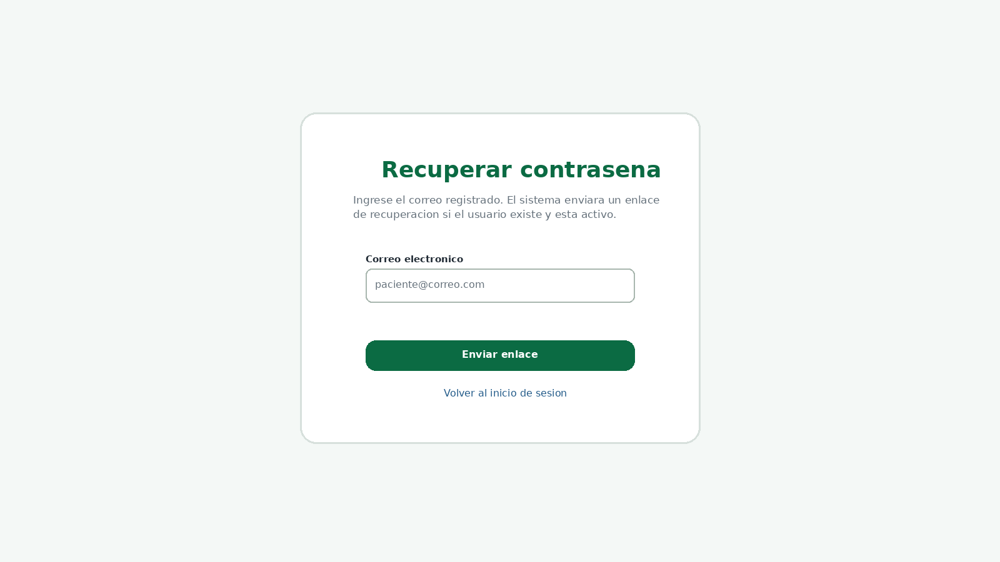 Recuperar contrasena
Ingrese el correo registrado. El sistema enviara un enlace
de recuperacion si el usuario existe y esta activo.
Correo electronico
paciente@correo.com
Enviar enlace
Volver al inicio de sesion